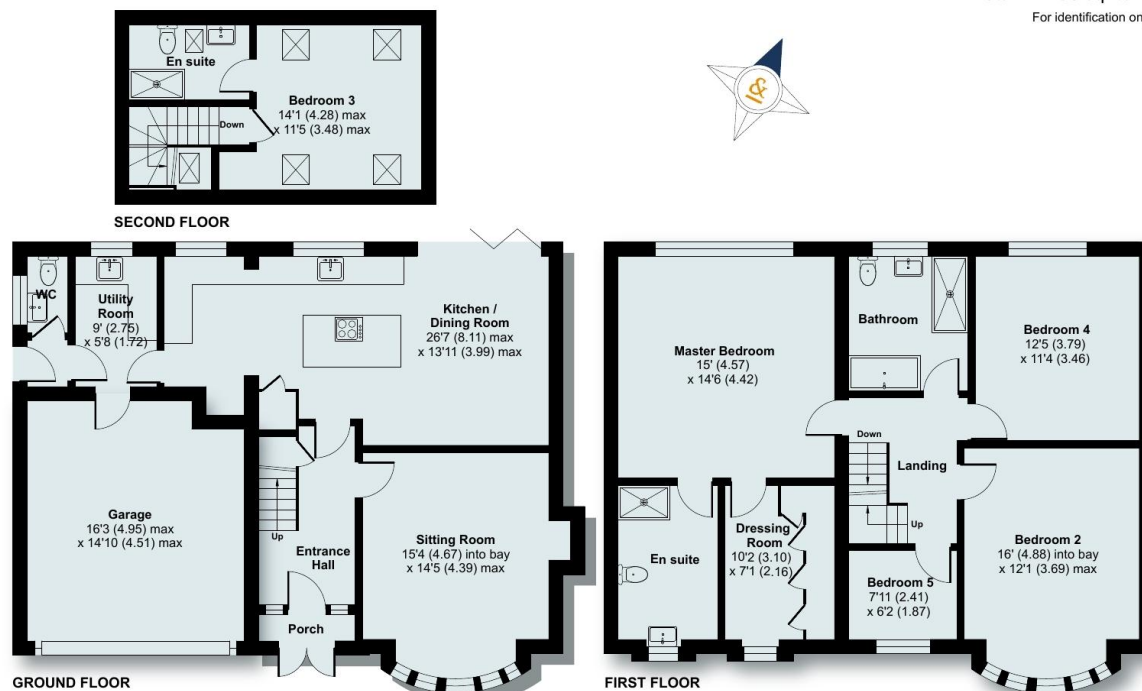 For identification on
En suite
Bedroom 3
14'1 (4.28) max
x 11'5 (3.48) max
Down
SECOND FLOOR
WC
Utility
Room
9' (2.75)
x 5'8 (1.72)
Kitchen /
Dining Room
26'7 (8.11) max
x 13'11 (3.99) max
Garage
16'3 (4.95) max
x 14'10 (4.51) max
Up
Entrance
Hall
Sitting Room
15'4 (4.67) into bay
x 14'5 (4.39) max
Porch
GROUND FLOOR
Master Bedroom
15' (4.57)
x 14'6 (4.42)
Bathroom
Bedroom 4
12'5 (3.79)
x 11'4 (3.46)
Down
Landing
Up
En suite
Dressing
Room
10'2 (3.10)
x 7'1 (2.16)
Bedroom 5
7'11 (2.41)
x 6'2 (1.87)
Bedroom 2
16' (4.88) into bay
x 12'1 (3.69) max
FIRST FLOOR